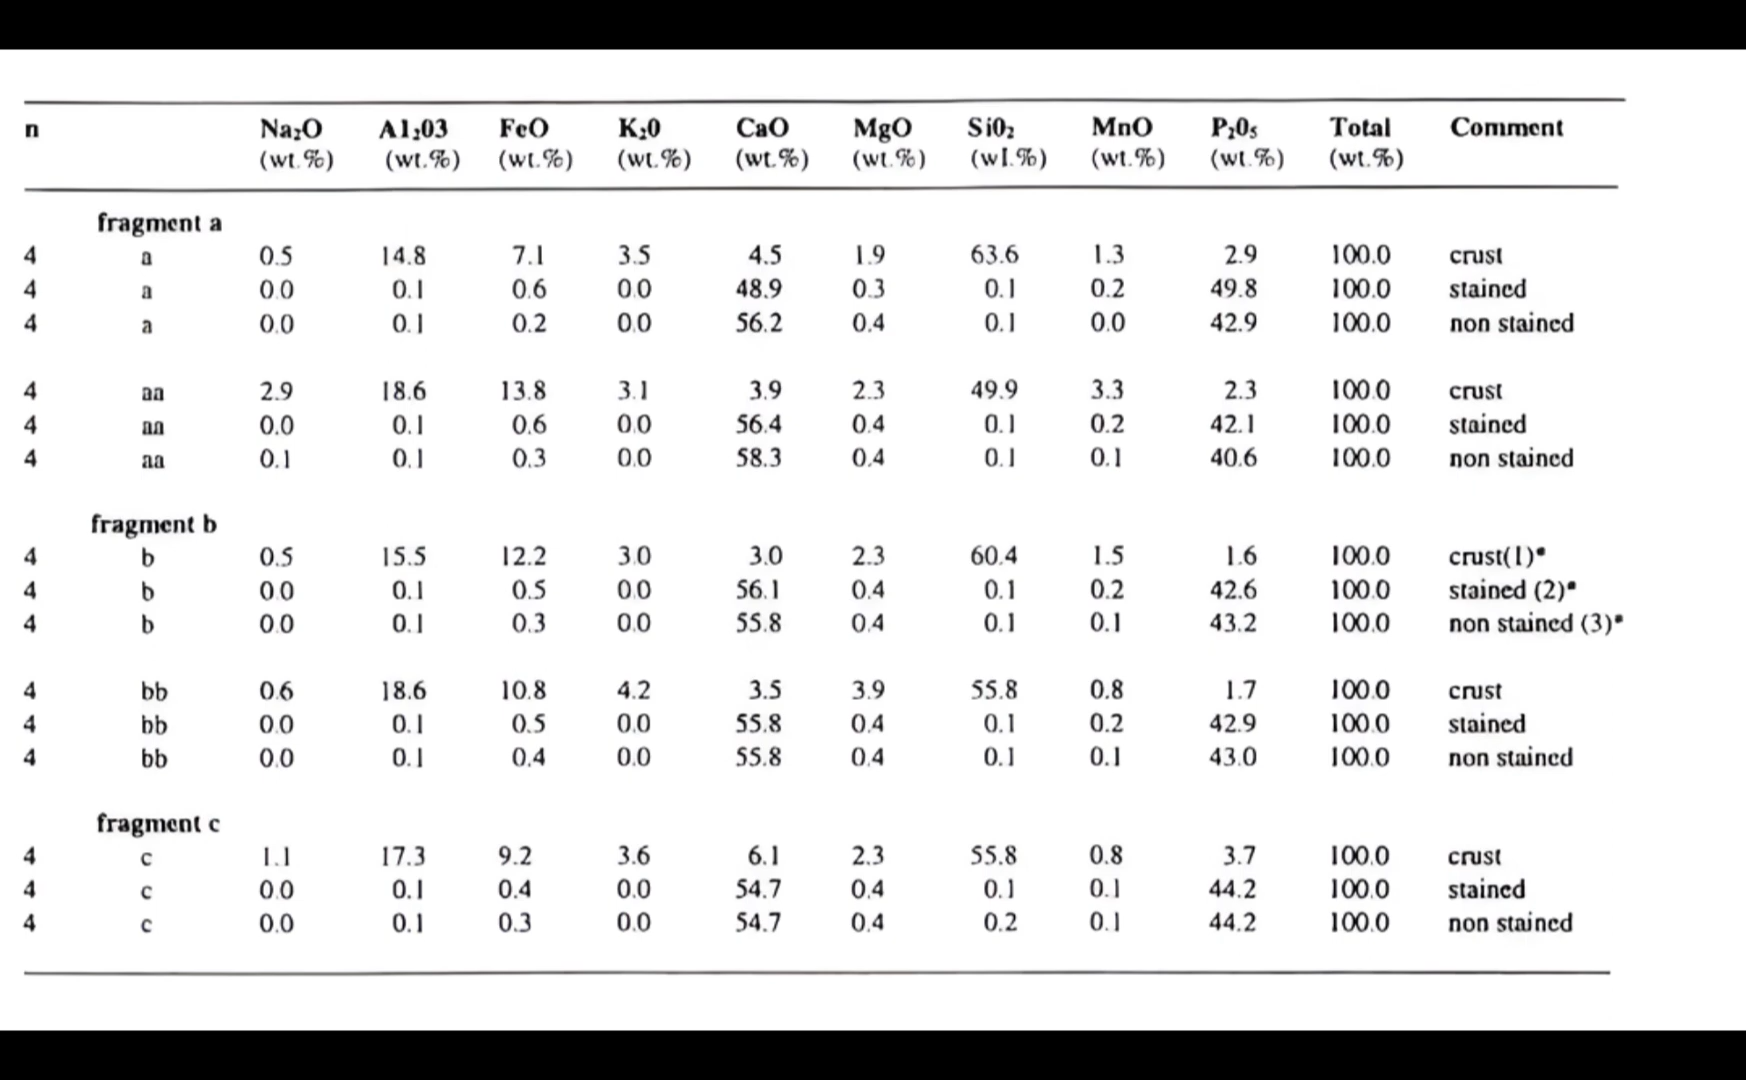 n Na₂O Al₂03 FeO K₂0 CaO MgO Si0₂ MnO P₂0₅ Total Comment
(wt.%) (wt.%) (wt.%) (wt.%) (wt.%) (wt.%) (wl.%) (wt.%) (wt.%) (wt.%)
fragment a
4 a 0.5 14.8 7.1 3.5 4.5 1.9 63.6 1.3 2.9 100.0 crust
4 a 0.0 0.1 0.6 0.0 48.9 0.3 0.1 0.2 49.8 100.0 stained
4 a 0.0 0.1 0.2 0.0 56.2 0.4 0.1 0.0 42.9 100.0 non stained
4 aa 2.9 18.6 13.8 3.1 3.9 2.3 49.9 3.3 2.3 100.0 crust
4 aa 0.0 0.1 0.6 0.0 56.4 0.4 0.1 0.2 42.1 100.0 stained
4 aa 0.1 0.1 0.3 0.0 58.3 0.4 0.1 0.1 40.6 100.0 non stained
fragment b
4 b 0.5 15.5 12.2 3.0 3.0 2.3 60.4 1.5 1.6 100.0 crust(1)*
4 b 0.0 0.1 0.5 0.0 56.1 0.4 0.1 0.2 42.6 100.0 stained (2)*
4 b 0.0 0.1 0.3 0.0 55.8 0.4 0.1 0.1 43.2 100.0 non stained (3)*
4 bb 0.6 18.6 10.8 4.2 3.5 3.9 55.8 0.8 1.7 100.0 crust
4 bb 0.0 0.1 0.5 0.0 55.8 0.4 0.1 0.2 42.9 100.0 stained
4 bb 0.0 0.1 0.4 0.0 55.8 0.4 0.1 0.1 43.0 100.0 non stained
fragment c
4 c 1.1 17.3 9.2 3.6 6.1 2.3 55.8 0.8 3.7 100.0 crust
4 c 0.0 0.1 0.4 0.0 54.7 0.4 0.1 0.1 44.2 100.0 stained
4 c 0.0 0.1 0.3 0.0 54.7 0.4 0.2 0.1 44.2 100.0 non stained